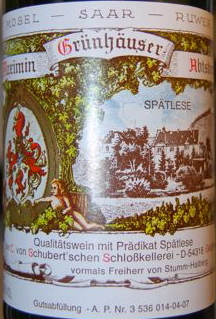 MOSEL SAAR RUWER
Grünhäuser
SPÄTLESE
Qualitätswein mit Prädikat Spätlese
von Schubert'schen Schloßkellerei - D-54318
vormals Freiherr von Stumm-Halberg
Gutsabfüllung - A. P. Nr. 3 536 014-04-07